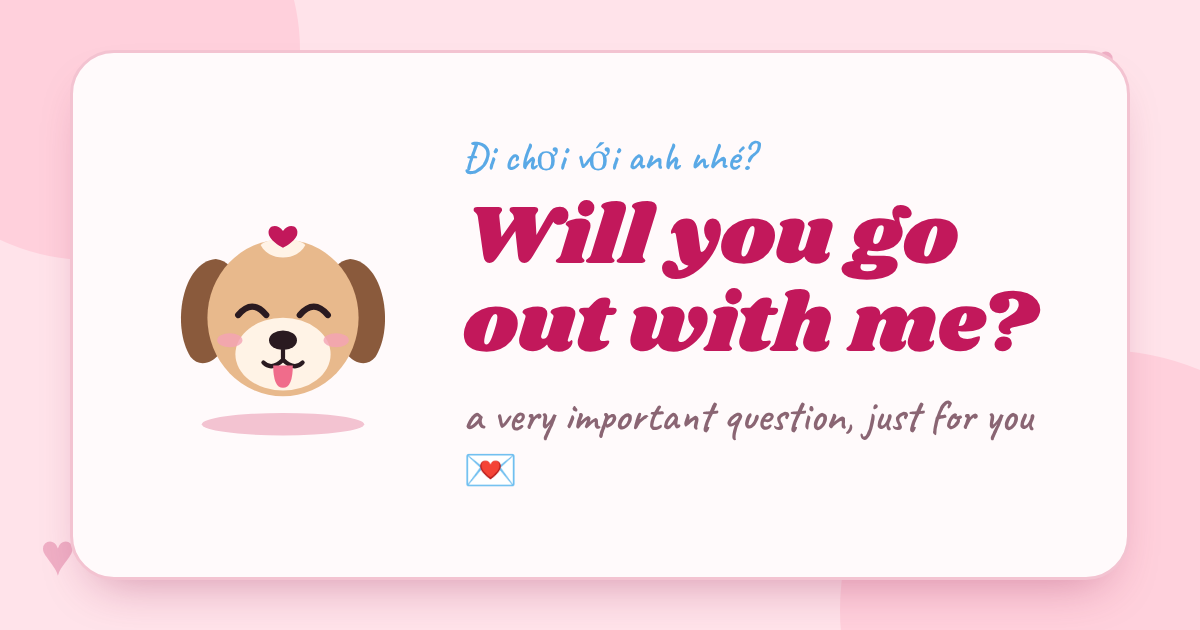 Đi chơi với anh nhé?
Will you go
out with me?
a very important question, just for you
💌